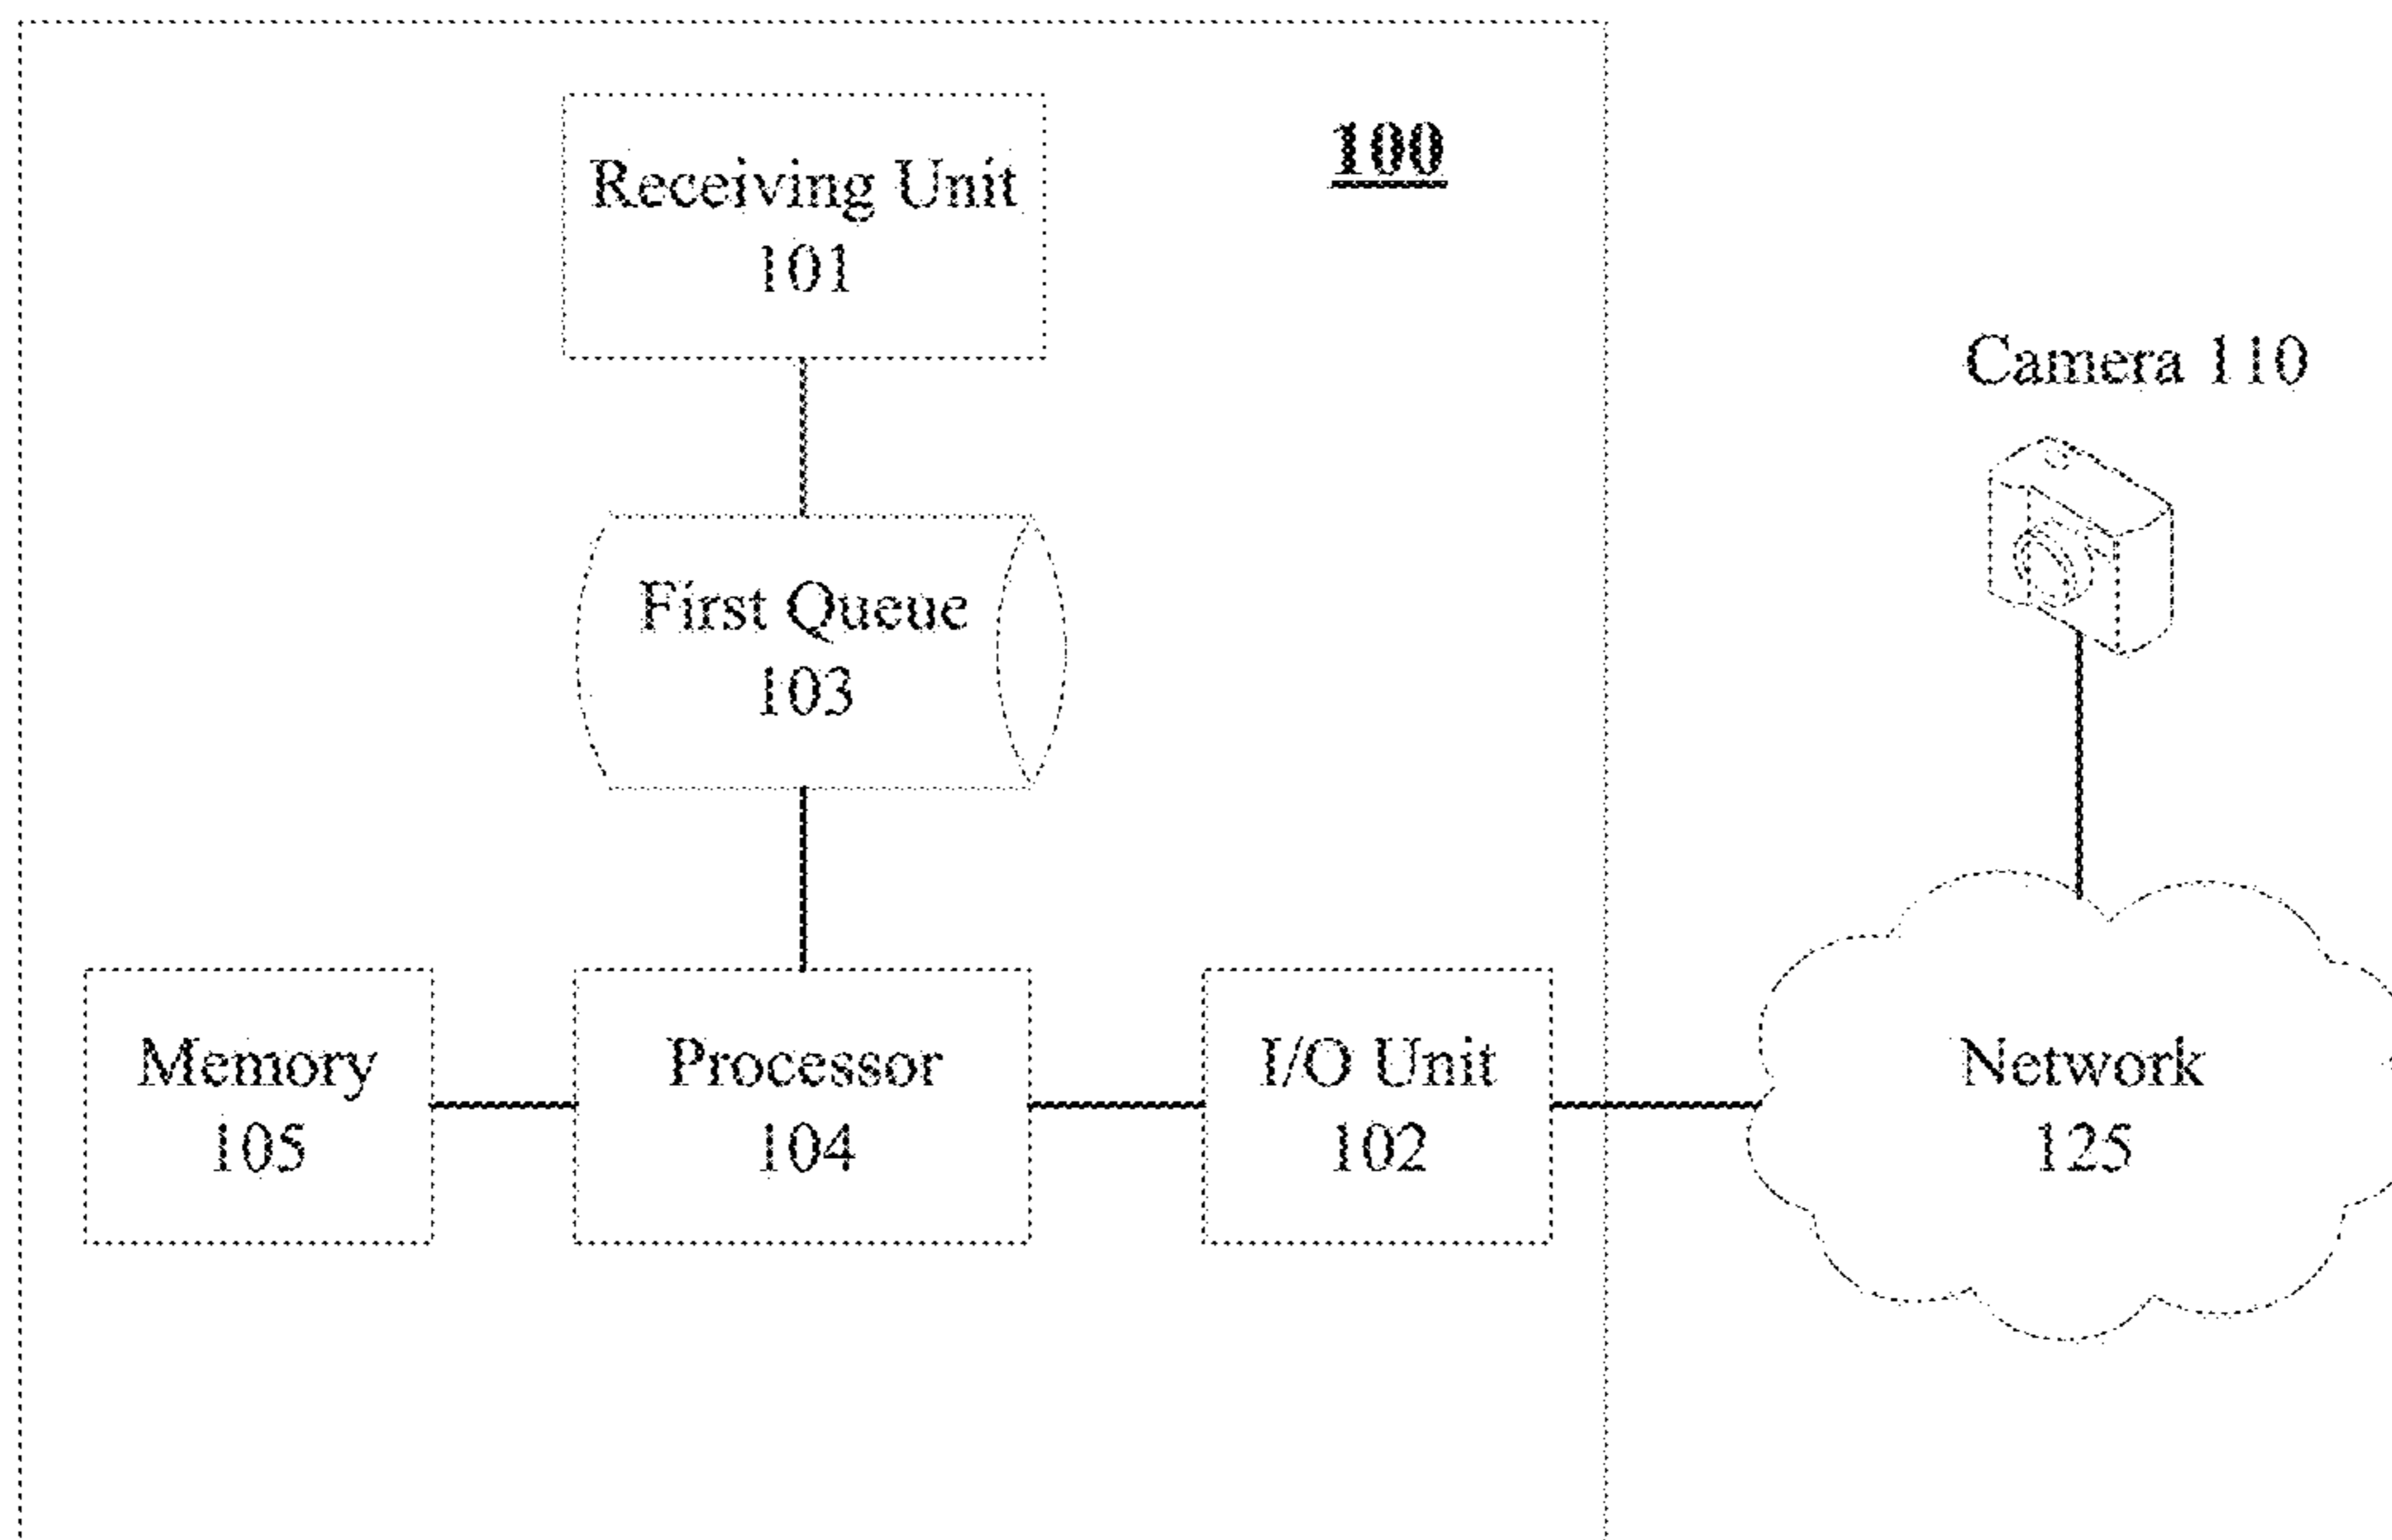 100
Receiving Unit
101
Camera 110
First Queue
103
Memory
105
Processor
104
I/O Unit
102
Network
125